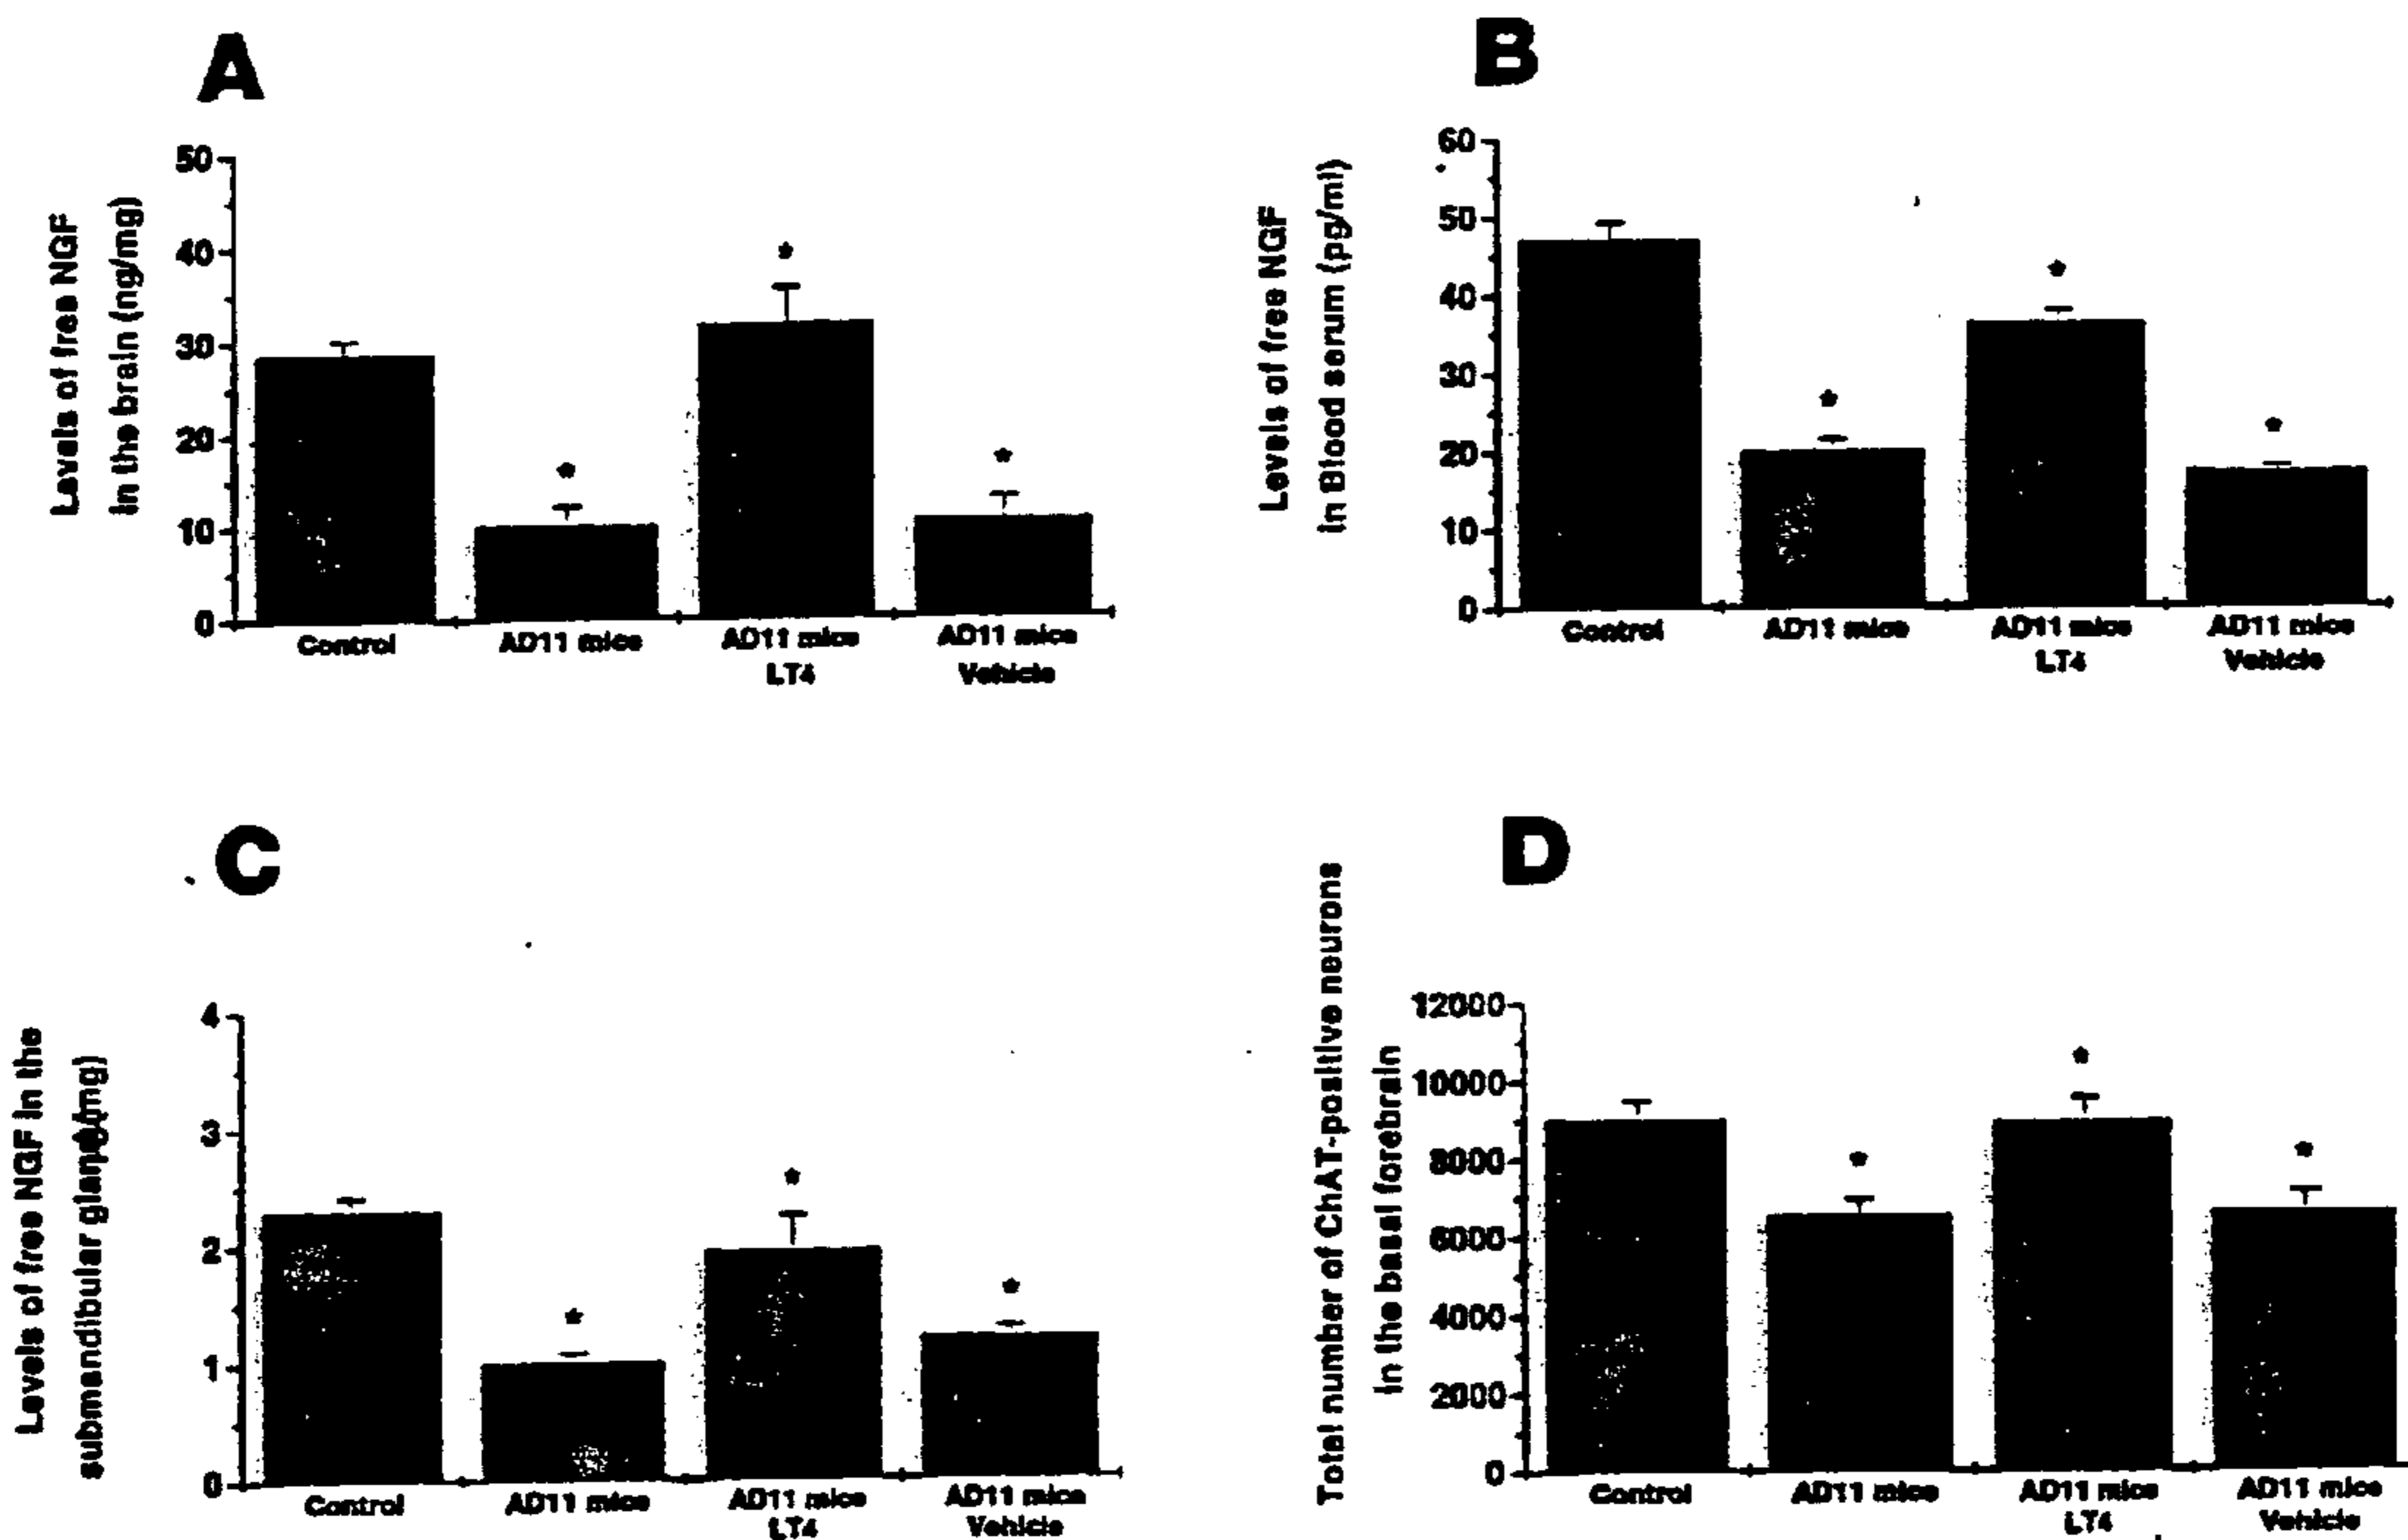 A
Levels of free NGF
in the brain (ng/mg)
50
40
30
20
10
0
*
*
*
Control
AD11 mice
AD11 mice
LT4
AD11 mice
Vehicle
B
Levels of free NGF
in Blood serum (pg/ml)
60
50
40
30
20
10
0
*
*
*
Control
AD11 mice
AD11 mice
LT4
AD11 mice
Vehicle
C
Levels of free NGF in the
submandibular
4
3
2
1
0
*
*
*
Control
AD11 mice
AD11 mice
LT4
AD11 mice
Vehicle
D
Total number of ChAT-positive neurons
in the basal forebrain
12000
10000
8000
6000
4000
2000
0
*
*
*
Control
AD11 mice
AD11 mice
LT4
AD11 mice
Vehicle